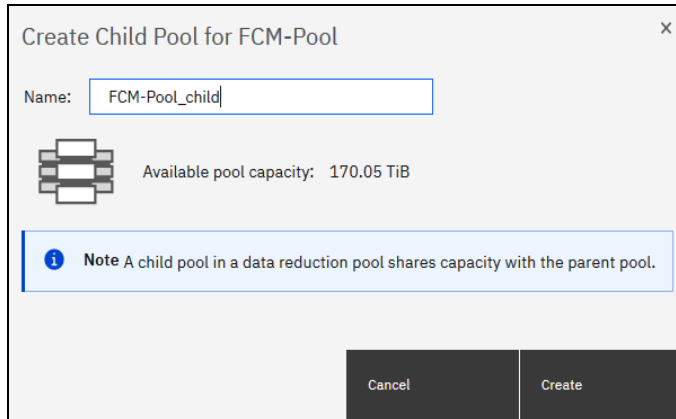 Create Child Pool for FCM-Pool
×
Name: FCM-Pool_child
Available pool capacity: 170.05 TiB
Note A child pool in a data reduction pool shares capacity with the parent pool.
Cancel Create